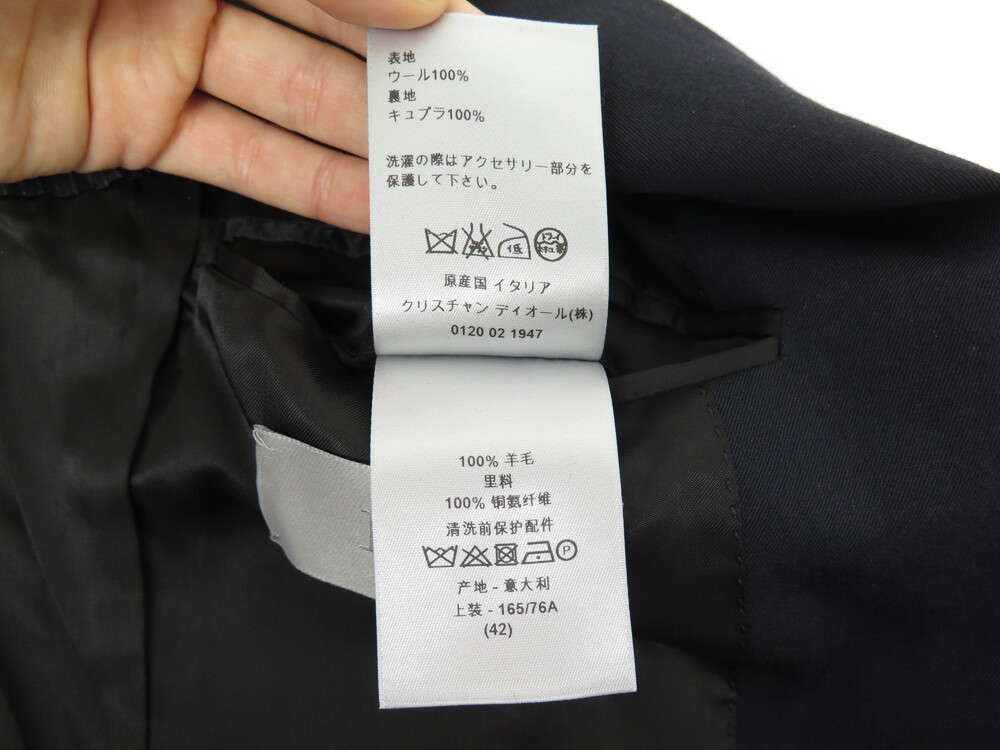 表地
ウール100%
裏地
キュプラ100%
洗濯の際はアクセサリー部分を
保護して下さい。
低
ドライ
原産国 イタリア
クリスチャン ディオール(株)
0120 02 1947
100% 羊毛
里料
100% 铜氨纤维
清洗前保护配件
P
产地 - 意大利
上装 - 165/76A
(42)